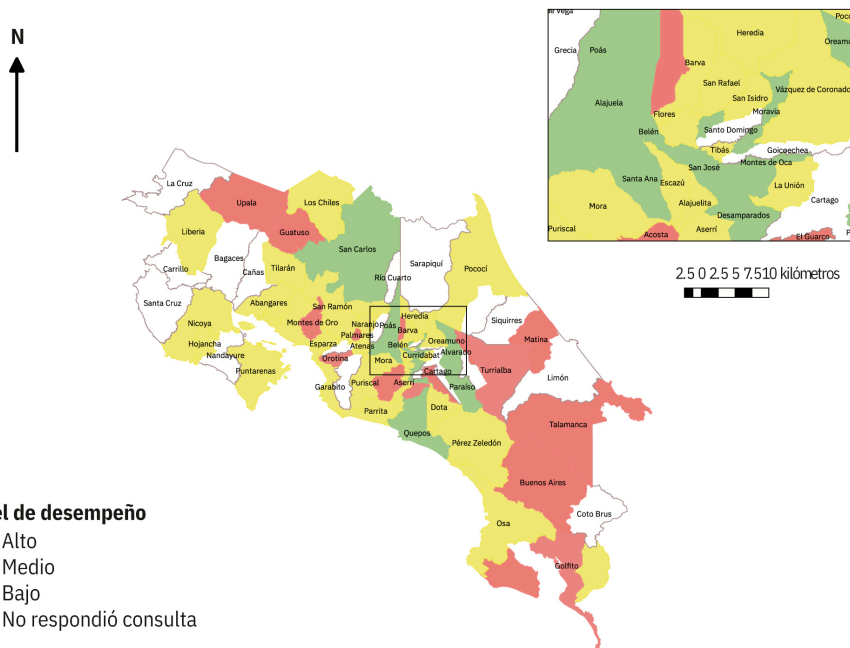 N
La Cruz
Upala
Los Chiles
Liberia
Guatuso
San Carlos
Bagaces
Carrillo
Cañas
Tilarán
Río Cuarto
Sarapiquí
Pococí
Santa Cruz
Abangares
San Ramón
Nicoya
Montes de Oro
Naranjo
Poás
Heredia
Barva
Siquirres
Palmares
Matina
Hojancha
Esparza
Atenas
Belén
Oreamuno
Nandayure
Orotina
Mora
Curridabat
Alvarado
Puntarenas
Cartago
Turrialba
Limón
Garabito
Puriscal
Aserrí
Paraíso
Parrita
Dota
Talamanca
Quepos
Pérez Zeledón
Buenos Aires
Osa
Coto Brus
Golfito
Grecia
Poás
Heredia
Barva
San Rafael
Vázquez de Coronado
San Isidro
Alajuela
Moravia
Flores
Belén
Santo Domingo
Tibás
Goicoechea
San José
Montes de Oca
Santa Ana
Escazú
La Unión
Mora
Alajuelita
Cartago
Desamparados
Puriscal
Acosta
Aserrí
El Guarco
2.5 0 2.5 5 7.510 kilómetros
el de desempeño
Alto
Medio
Bajo
No respondió consulta